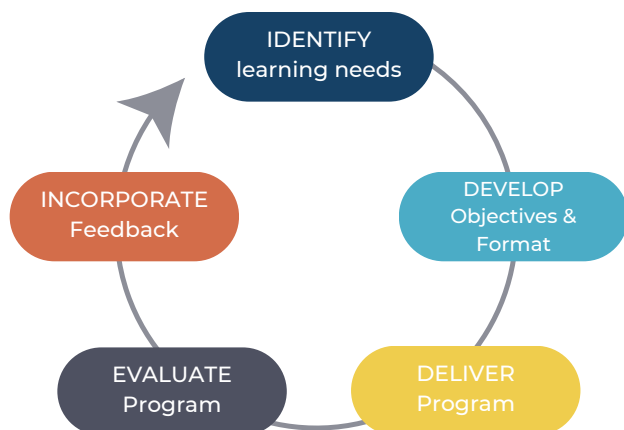 IDENTIFY
learning needs
DEVELOP
Objectives &
Format
DELIVER
Program
EVALUATE
Program
INCORPORATE
Feedback